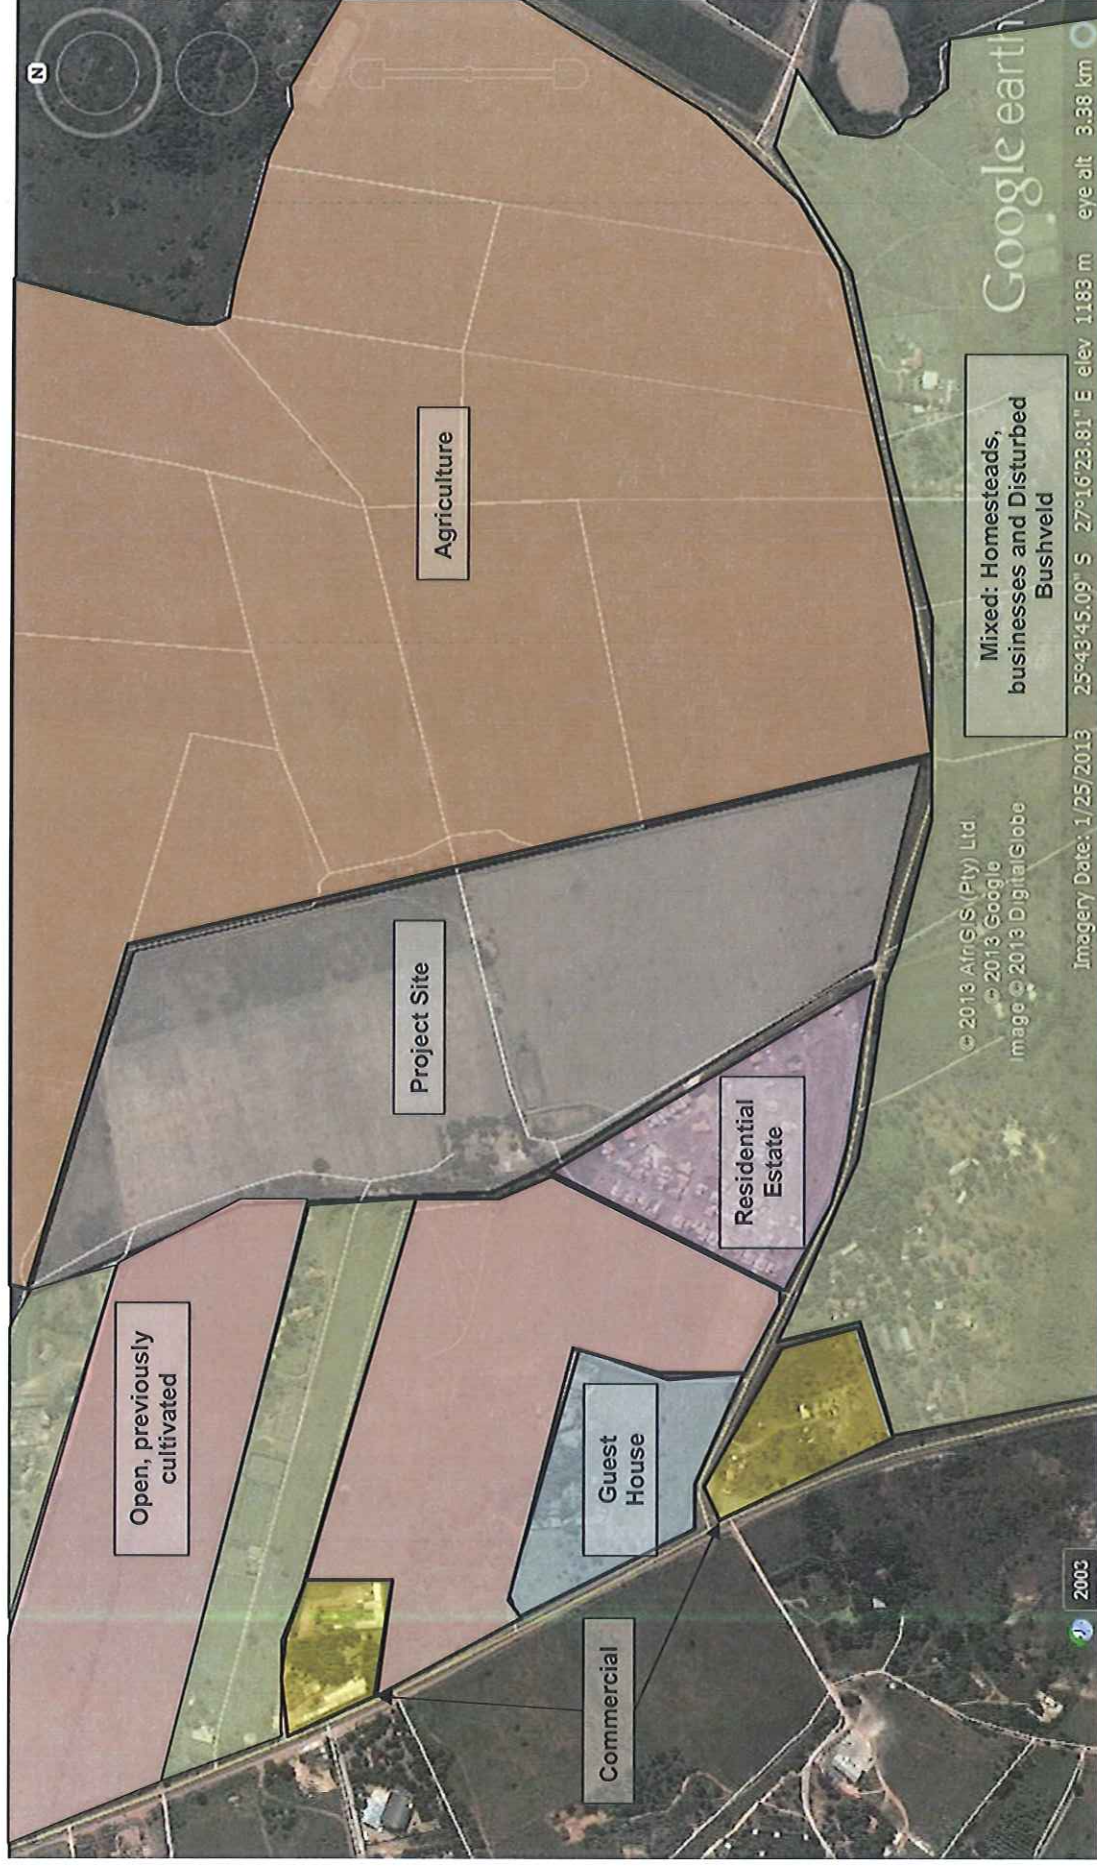 N
Agriculture
Project Site
Open, previously
cultivated
Residential
Estate
Guest
House
Commercial
Mixed: Homesteads,
businesses and Disturbed
Bushveld
© 2013 AfriGIS (Pty) Ltd
© 2013 Google
Image © 2013 DigitalGlobe
Google earth
2003
Imagery Date: 1/25/2013 25°43'45.09" S 27°16'23.81" E elev 1183 m eye alt 3.38 km